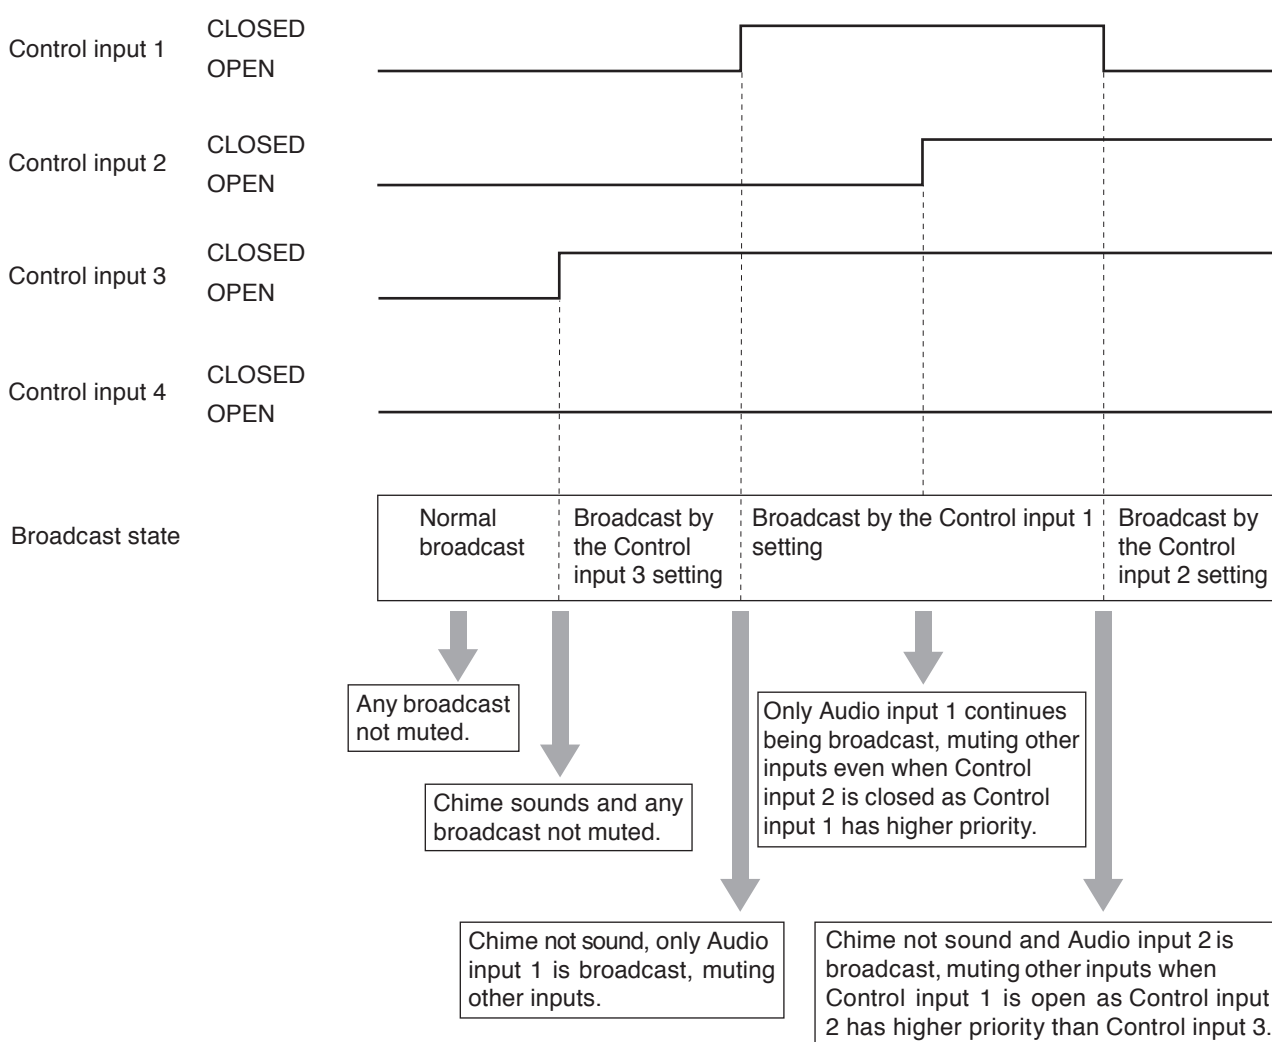 Control input 1
CLOSED
OPEN
Control input 2
CLOSED
OPEN
Control input 3
CLOSED
OPEN
Control input 4
CLOSED
OPEN
Broadcast state
Normal
broadcast
Broadcast by
the Control
input 3 setting
Broadcast by the Control input 1
setting
Broadcast by
the Control
input 2 setting
Any broadcast
not muted.
Chime sounds and any
broadcast not muted.
Only Audio input 1 continues
being broadcast, muting other
inputs even when Control
input 2 is closed as Control
input 1 has higher priority.
Chime not sound, only Audio
input 1 is broadcast, muting
other inputs.
Chime not sound and Audio input 2 is
broadcast, muting other inputs when
Control input 1 is open as Control input
2 has higher priority than Control input 3.